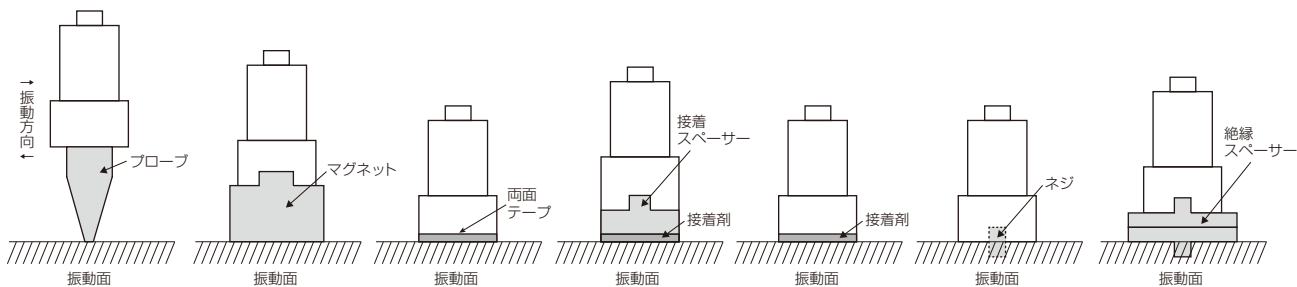 ↑振動方向↓
プローブ
振動面
マグネット
振動面
両面
テープ
振動面
接着
スペーサー
接着剤
振動面
接着剤
振動面
ネジ
振動面
絶縁
スペーサー
振動面